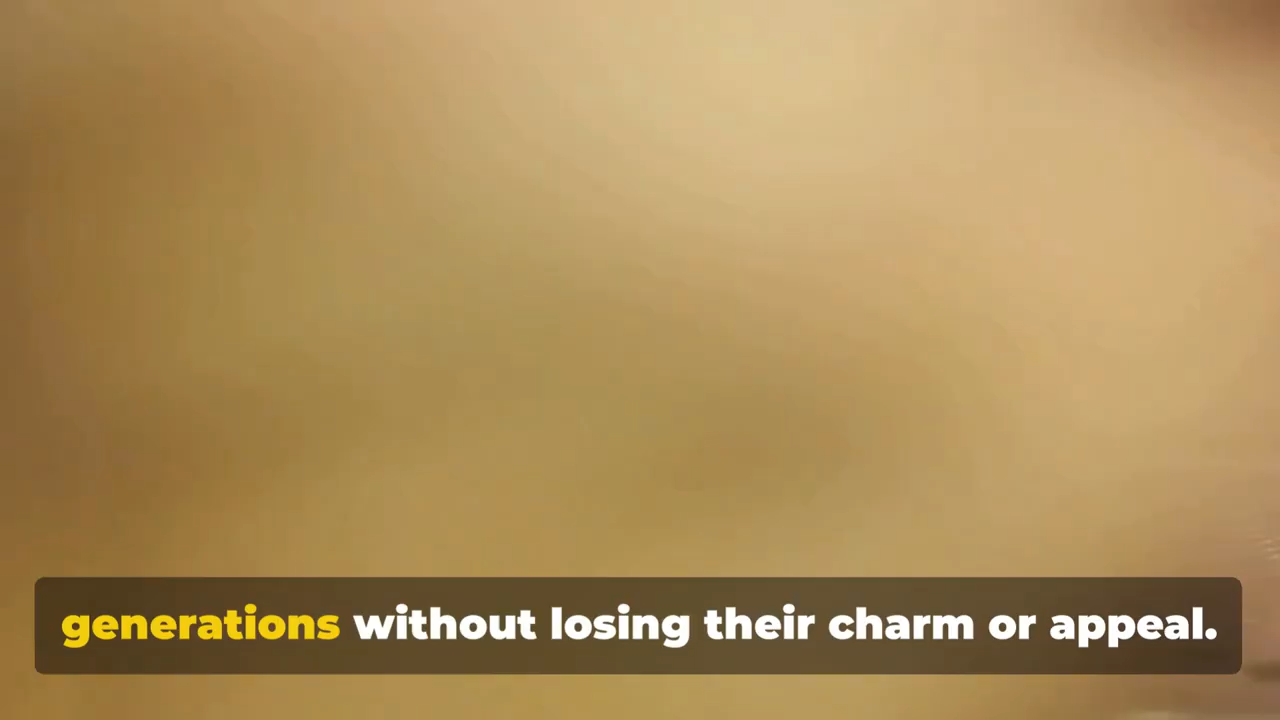 generations without losing their charm or appeal.